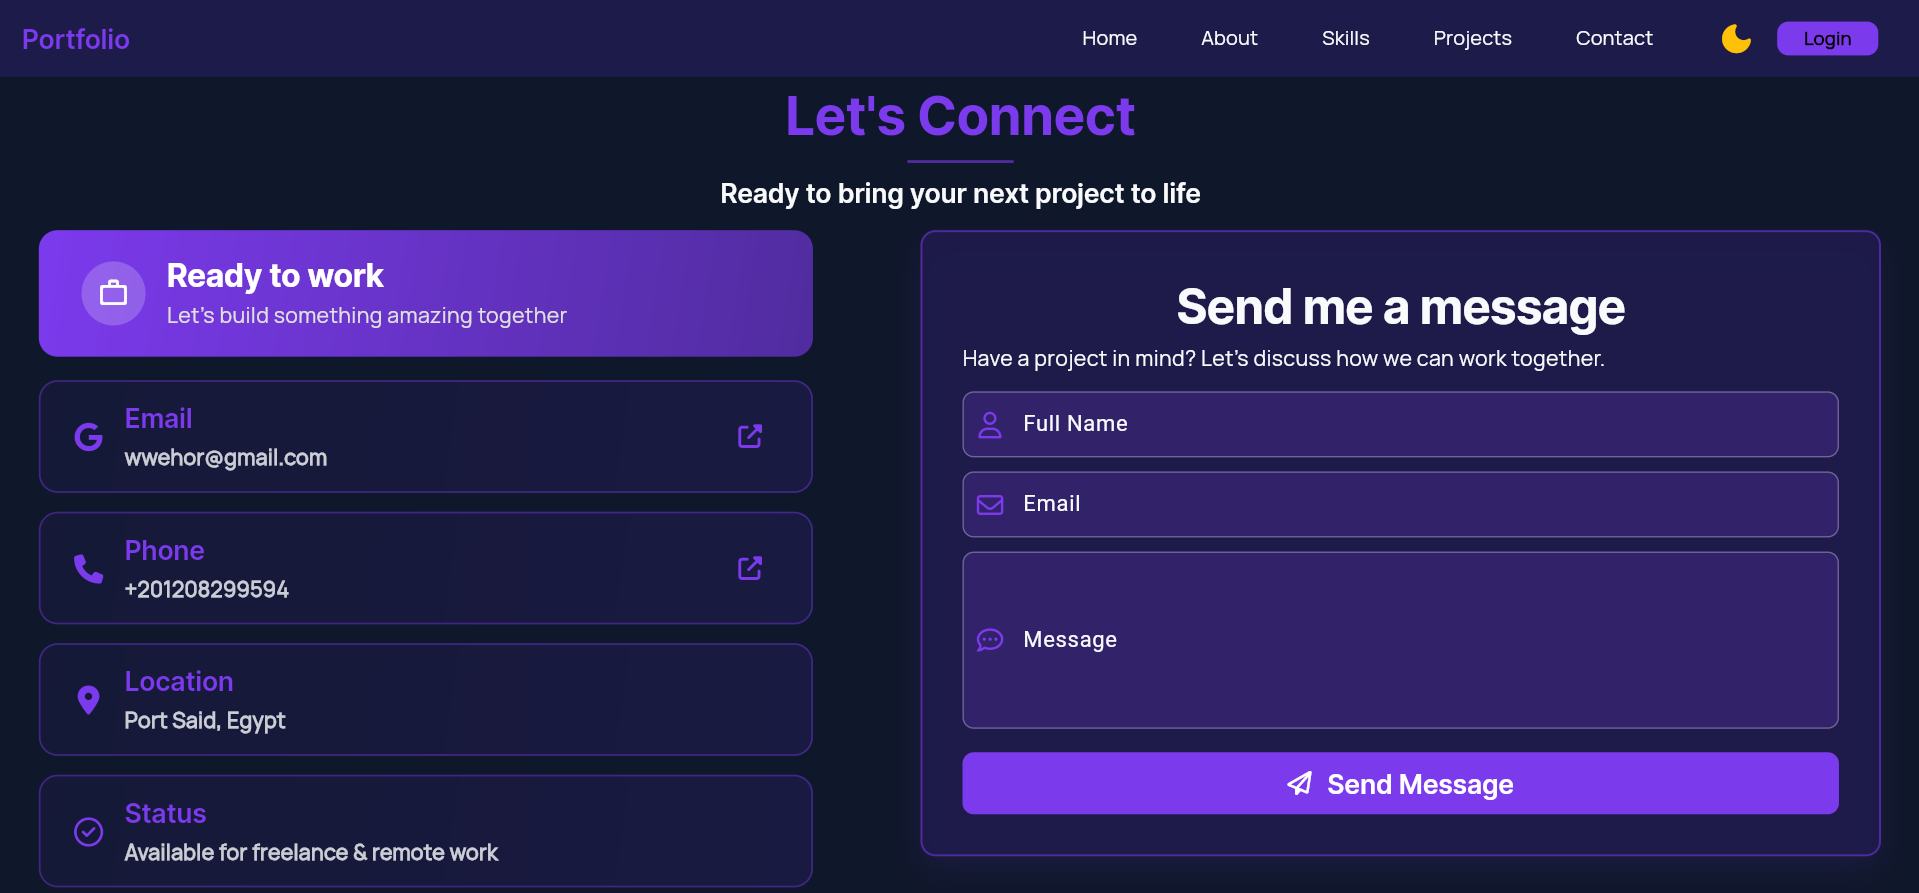 Portfolio
Home About Skills Projects Contact Login
Let's Connect
Ready to bring your next project to life
Ready to work
Let's build something amazing together
Email
wwehor@gmail.com
Phone
+201208299594
Location
Port Said, Egypt
Status
Available for freelance & remote work
Send me a message
Have a project in mind? Let's discuss how we can work together.
Full Name
Email
Message
Send Message